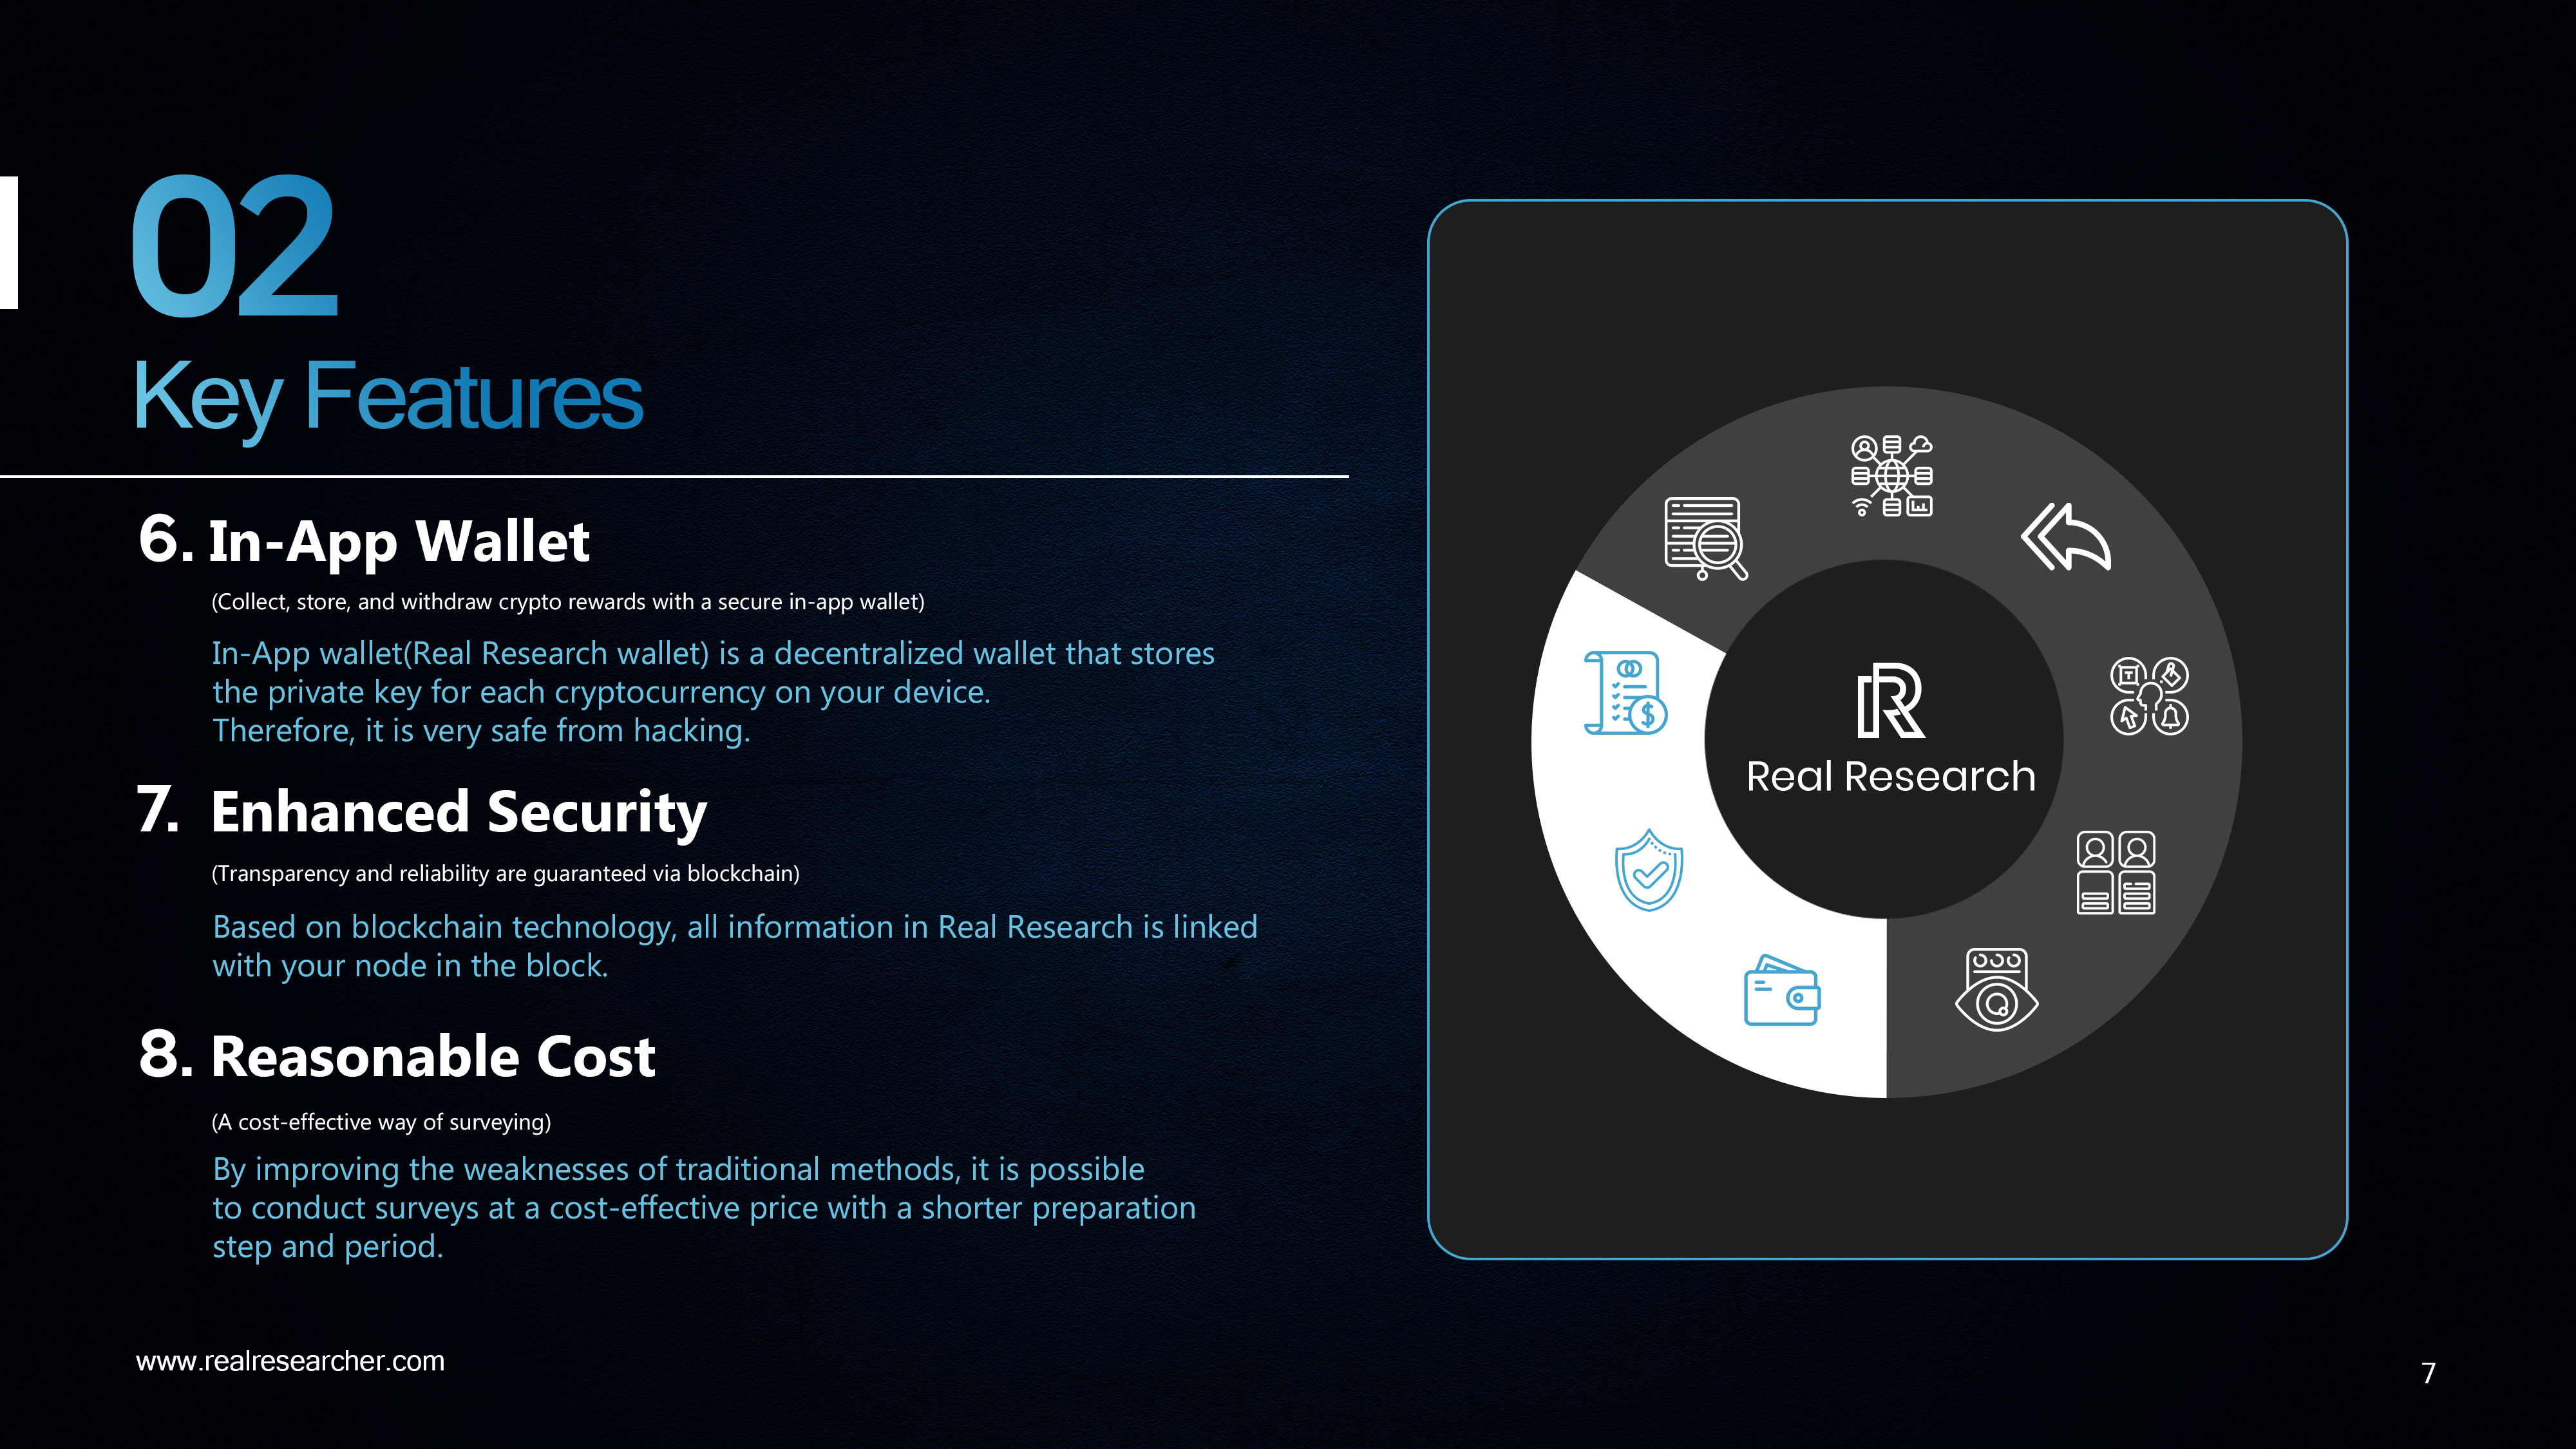 02
Key Features
6. In-App Wallet
(Collect, store, and withdraw crypto rewards with a secure in-app wallet)
In-App wallet(Real Research wallet) is a decentralized wallet that stores
the private key for each cryptocurrency on your device.
Therefore, it is very safe from hacking.
7. Enhanced Security
(Transparency and reliability are guaranteed via blockchain)
Based on blockchain technology, all information in Real Research is linked
with your node in the block.
8. Reasonable Cost
(A cost-effective way of surveying)
By improving the weaknesses of traditional methods, it is possible
to conduct surveys at a cost-effective price with a shorter preparation
step and period.
Real Research
www.realresearcher.com
7